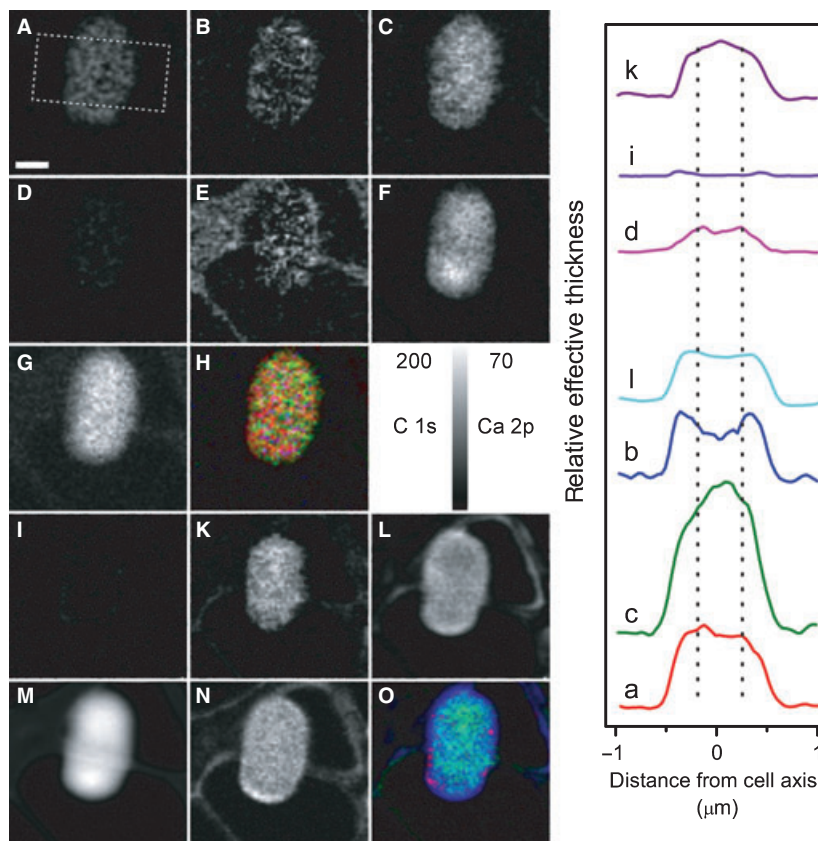 A
B
C
D
E
F
G
H
200 70
C 1s Ca 2p
I
K
L
M
N
O
Relative effective thickness
k
i
d
l
b
c
a
−1 0 1
Distance from cell axis
(μm)